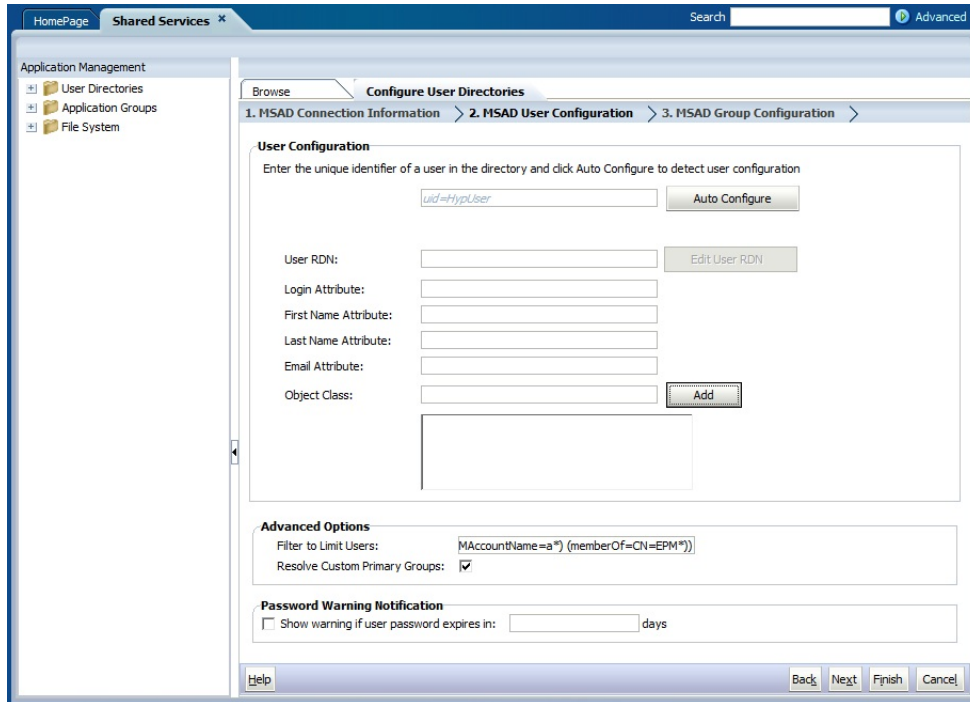 HomePage
Shared Services ×
Search
Advanced
Application Management
User Directories
Application Groups
File System
Browse
Configure User Directories
1. MSAD Connection Information
2. MSAD User Configuration
3. MSAD Group Configuration
User Configuration
Enter the unique identifier of a user in the directory and click Auto Configure to detect user configuration
uid=HypUser
Auto Configure
User RDN:
Edit User RDN
Login Attribute:
First Name Attribute:
Last Name Attribute:
Email Attribute:
Object Class:
Add
Advanced Options
Filter to Limit Users: MAccountName=a*) (memberOf=CN=EPM*))
Resolve Custom Primary Groups:
Password Warning Notification
Show warning if user password expires in: days
Help
Back
Next
Finish
Cancel